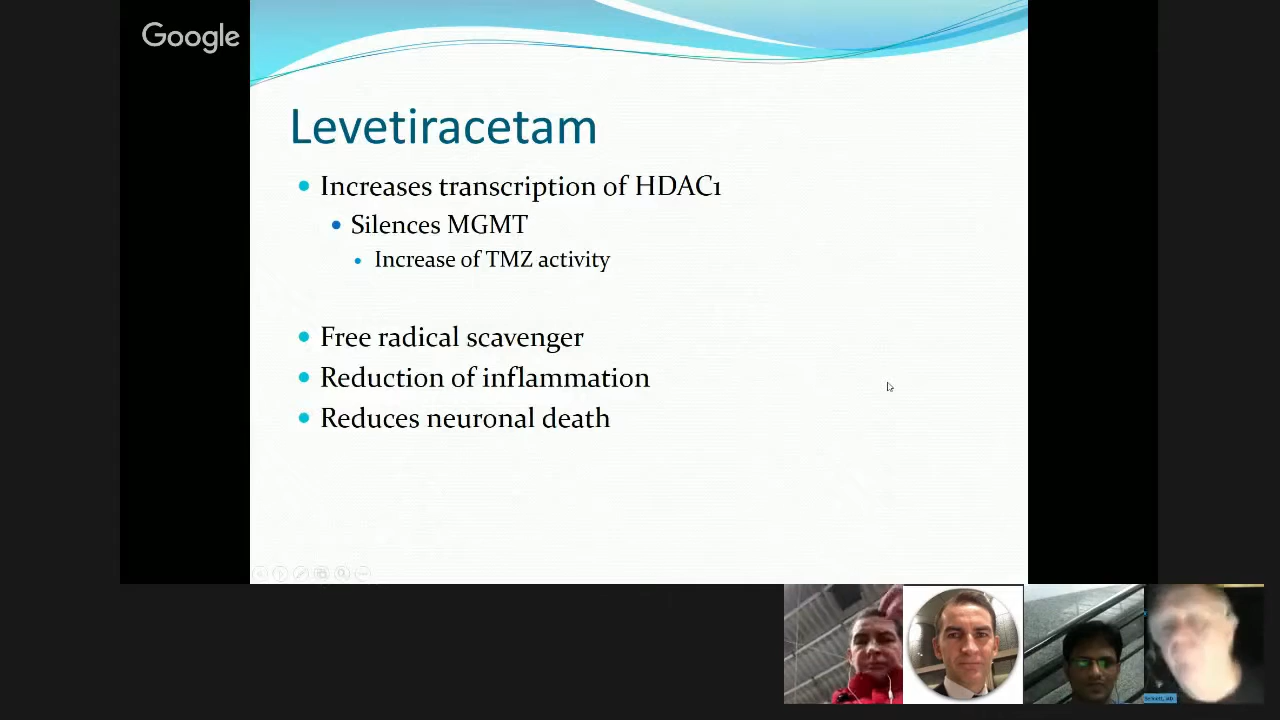 Google
Levetiracetam
Increases transcription of HDAC1
Silences MGMT
Increase of TMZ activity
Free radical scavenger
Reduction of inflammation
Reduces neuronal death